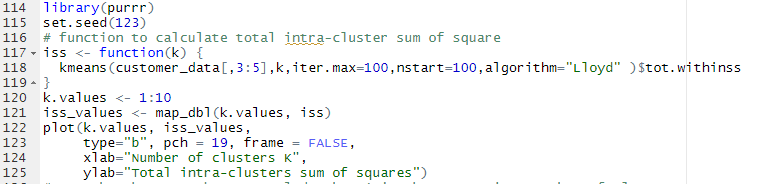 114 library(purrr)
115 set.seed(123)
116 # function to calculate total intra-cluster sum of square
117 iss <- function(k) {
118 kmeans(customer_data[,3:5],k,iter.max=100,nstart=100,algorithm="Lloyd" )$tot.withinss
119 }
120 k.values <- 1:10
121 iss_values <- map_dbl(k.values, iss)
122 plot(k.values, iss_values,
123 type="b", pch = 19, frame = FALSE,
124 xlab="Number of clusters K",
125 ylab="Total intra-clusters sum of squares")